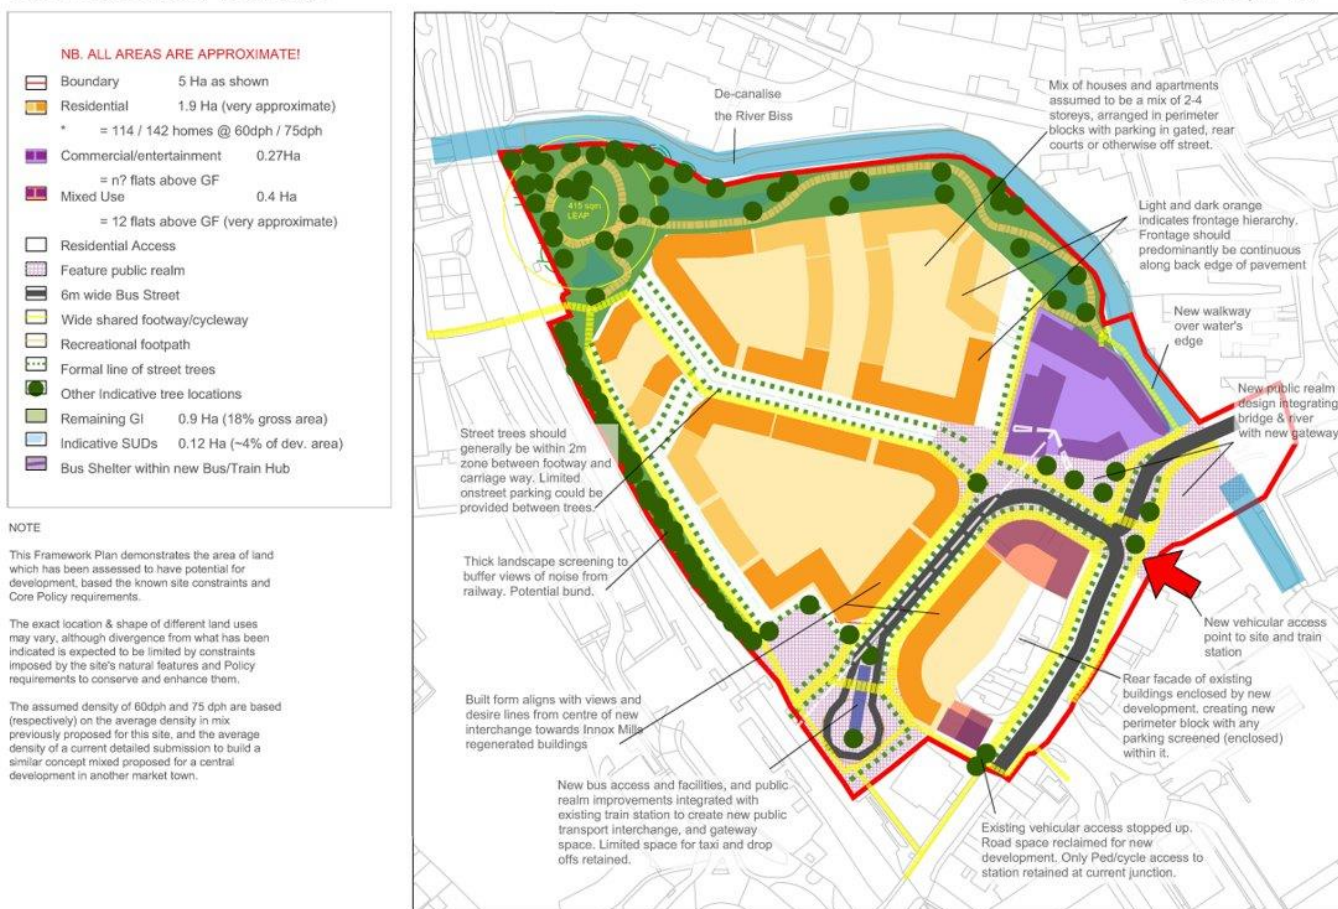 NB. ALL AREAS ARE APPROXIMATE!
Boundary 5 Ha as shown
Residential 1.9 Ha (very approximate)
* = 114 / 142 homes @ 60dph / 75dph
Commercial/entertainment 0.27Ha
= n? flats above GF
Mixed Use 0.4 Ha
= 12 flats above GF (very approximate)
Residential Access
Feature public realm
6m wide Bus Street
Wide shared footway/cycleway
Recreational footpath
Formal line of street trees
Other Indicative tree locations
Remaining GI 0.9 Ha (18% gross area)
Indicative SUDs 0.12 Ha (~4% of dev. area)
Bus Shelter within new Bus/Train Hub
NOTE
This Framework Plan demonstrates the area of land
which has been assessed to have potential for
development, based the known site constraints and
Core Policy requirements.
The exact location & shape of different land uses
may vary, although divergence from what has been
indicated is expected to be limited by constraints
imposed by the site's natural features and Policy
requirements to conserve and enhance them.
The assumed density of 60dph and 75 dph are based
(respectively) on the average density in mix
previously proposed for this site, and the average
density of a current detailed submission to build a
similar concept mixed proposed for a central
development in another market town.
De-canalise
the River Biss
Mix of houses and apartments
assumed to be a mix of 2-4
storeys, arranged in perimeter
blocks with parking in gated, rear
courts or otherwise off street.
415 sqm
LEAP
Light and dark orange
indicates frontage hierarchy.
Frontage should
predominantly be continuous
along back edge of pavement
New walkway
over water's
edge
New public realm
design integrating
bridge & river
with new gateway
Street trees should
generally be within 2m
zone between footway and
carriage way. Limited
onstreet parking could be
provided between trees.
Thick landscape screening to
buffer views of noise from
railway. Potential bund.
New vehicular access
point to site and train
station
Built form aligns with views and
desire lines from centre of new
interchange towards Innox Mills
regenerated buildings
Rear facade of existing
buildings enclosed by new
development. creating new
perimeter block with any
parking screened (enclosed)
within it.
New bus access and facilities, and public
realm improvements integrated with
existing train station to create new public
transport interchange, and gateway
space. Limited space for taxi and drop
offs retained.
Existing vehicular access stopped up.
Road space reclaimed for new
development. Only Ped/cycle access to
station retained at current junction.